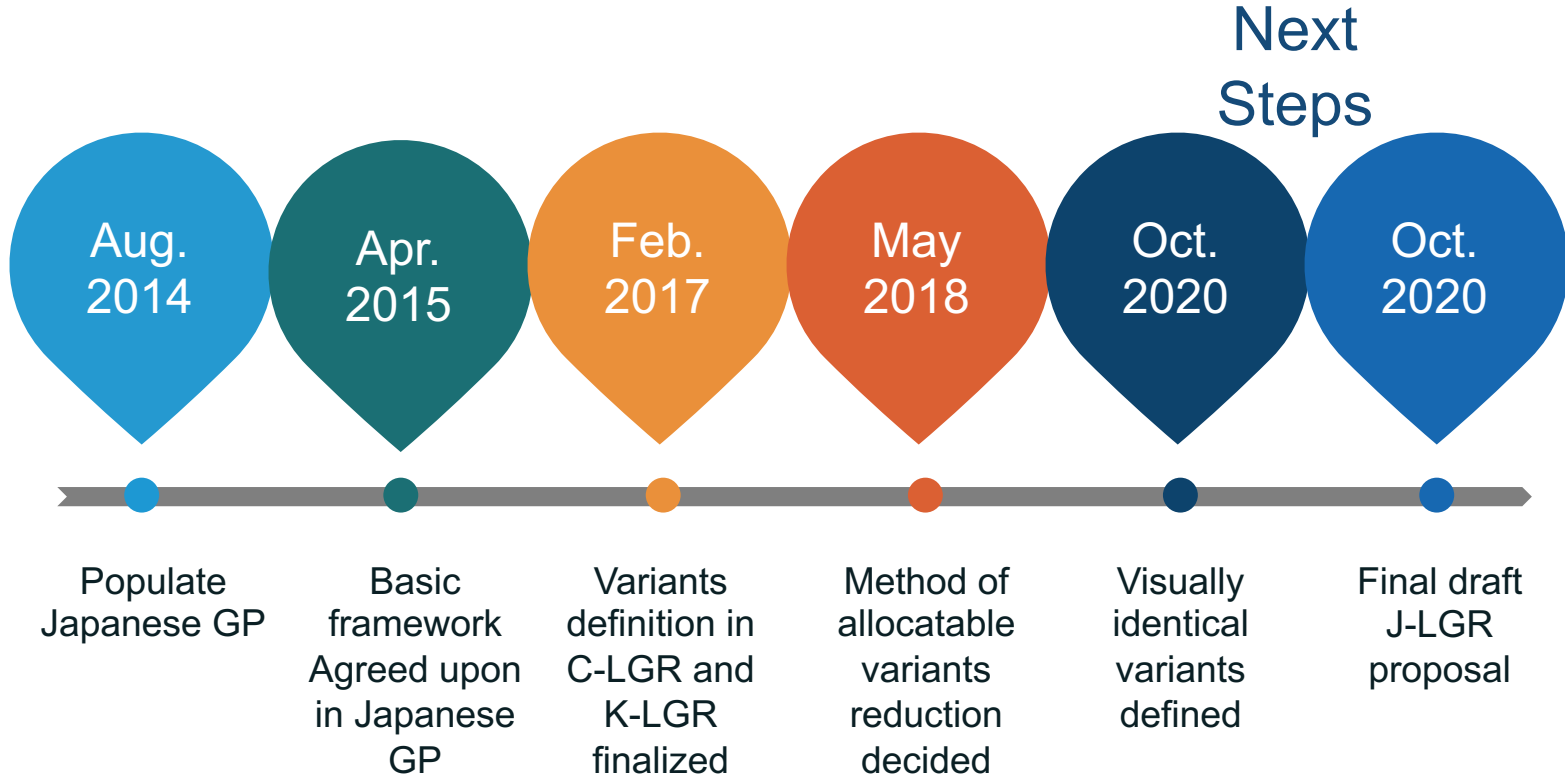 Next
Steps
Aug.
2014
Apr.
2015
Feb.
2017
May
2018
Oct.
2020
Oct.
2020
Populate
Japanese GP
Basic
framework
Agreed upon
in Japanese
GP
Variants
definition in
C-LGR and
K-LGR
finalized
Method of
allocatable
variants
reduction
decided
Visually
identical
variants
defined
Final draft
J-LGR
proposal